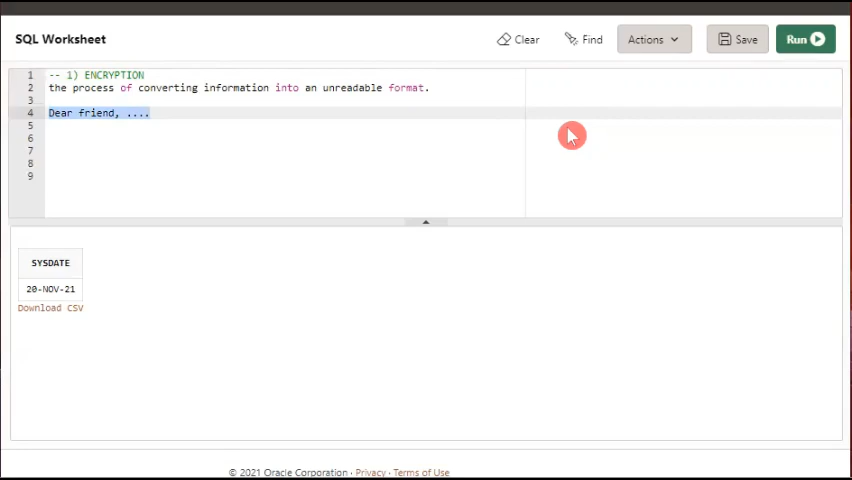 SQL Worksheet
Clear
Find
Actions
Save
Run
1 -- 1) ENCRYPTION
2 the process of converting information into an unreadable format.
3
4 Dear friend, ....
5
6
7
8
9
SYSDATE
20-NOV-21
Download CSV
© 2021 Oracle Corporation · Privacy · Terms of Use